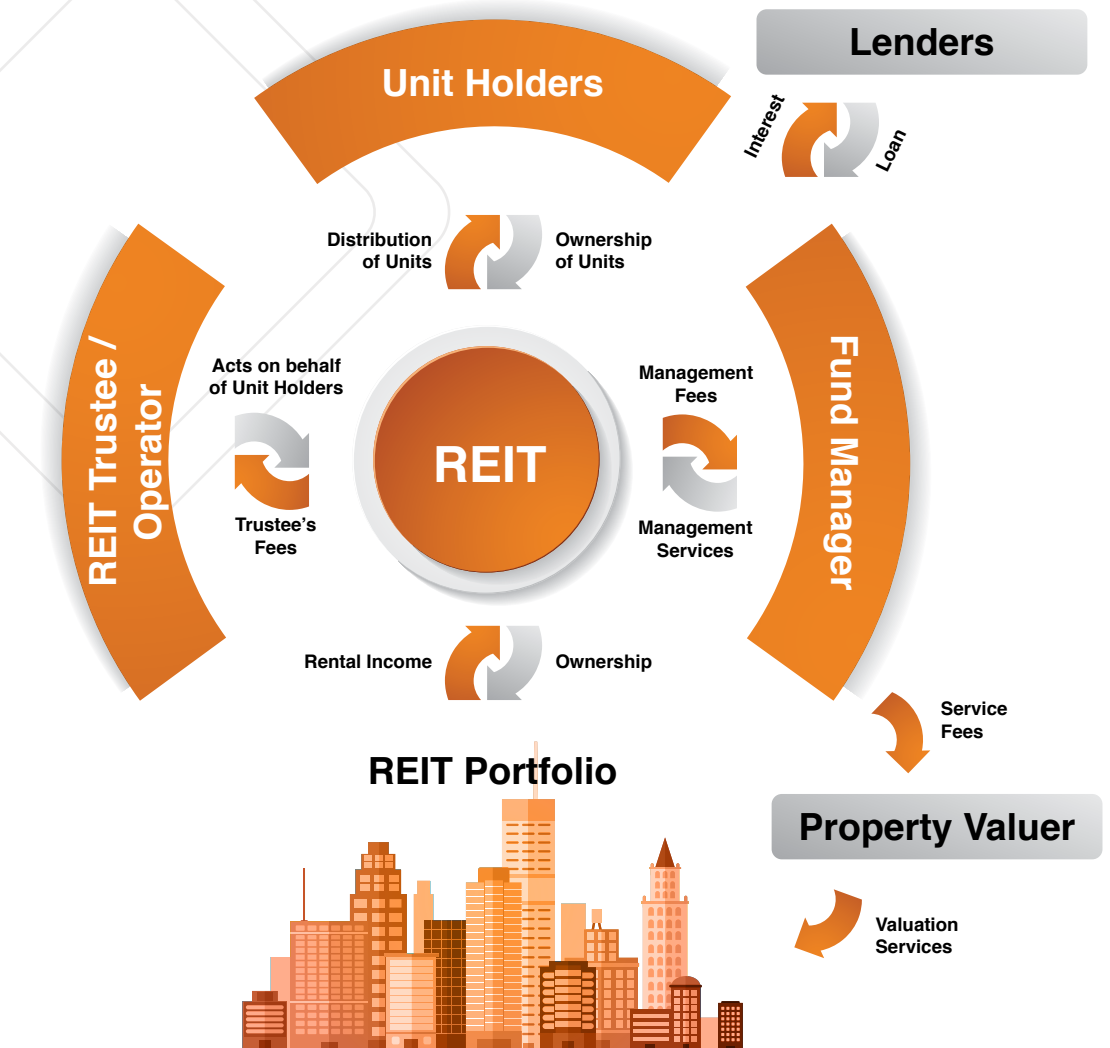 Unit Holders
Lenders
Interest
Loan
Distribution
of Units
Ownership
of Units
REIT Trustee /
Operator
Acts on behalf
of Unit Holders
Trustee's
Fees
REIT
Management
Fees
Management
Services
Fund Manager
Rental Income
Ownership
Service
Fees
REIT Portfolio
Property Valuer
Valuation
Services